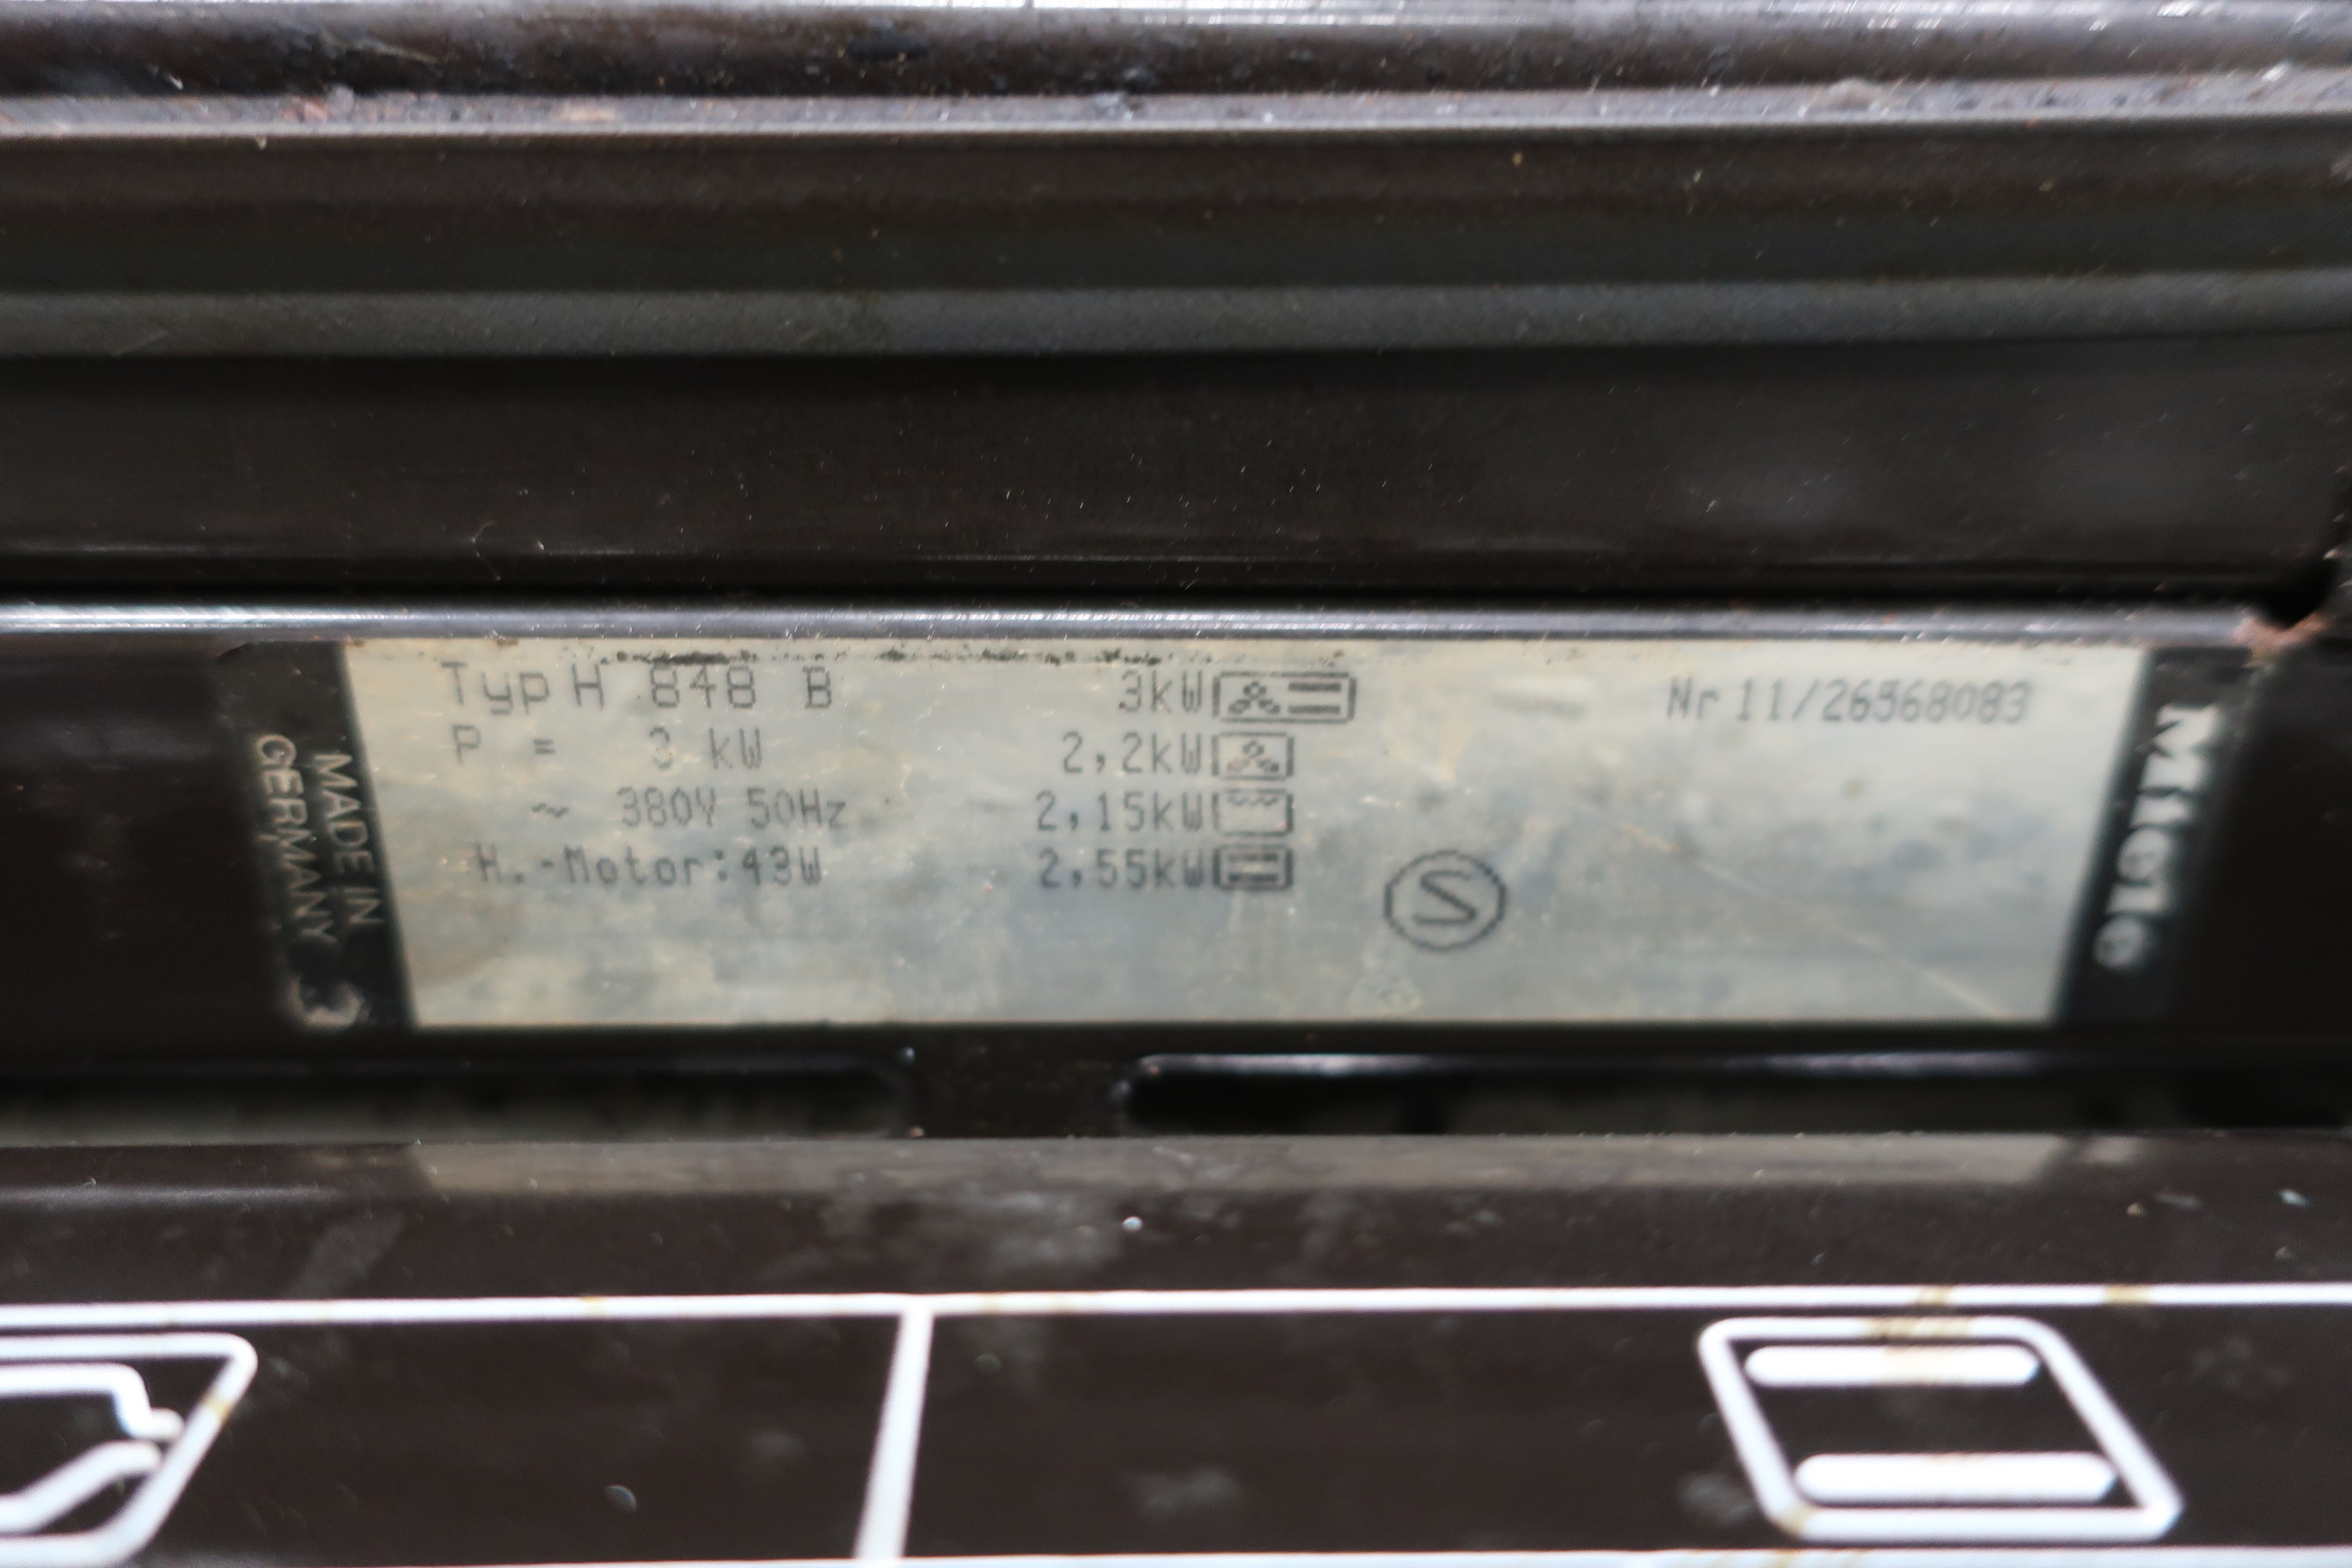 MADE IN
GERMANY 3
Typ H 848 B
P = 3 kW
~ 380V 50Hz
H.-Motor:43W
3kW
2,2kW
2,15kW
2,55kW
S
Nr 11/26568083
Miele